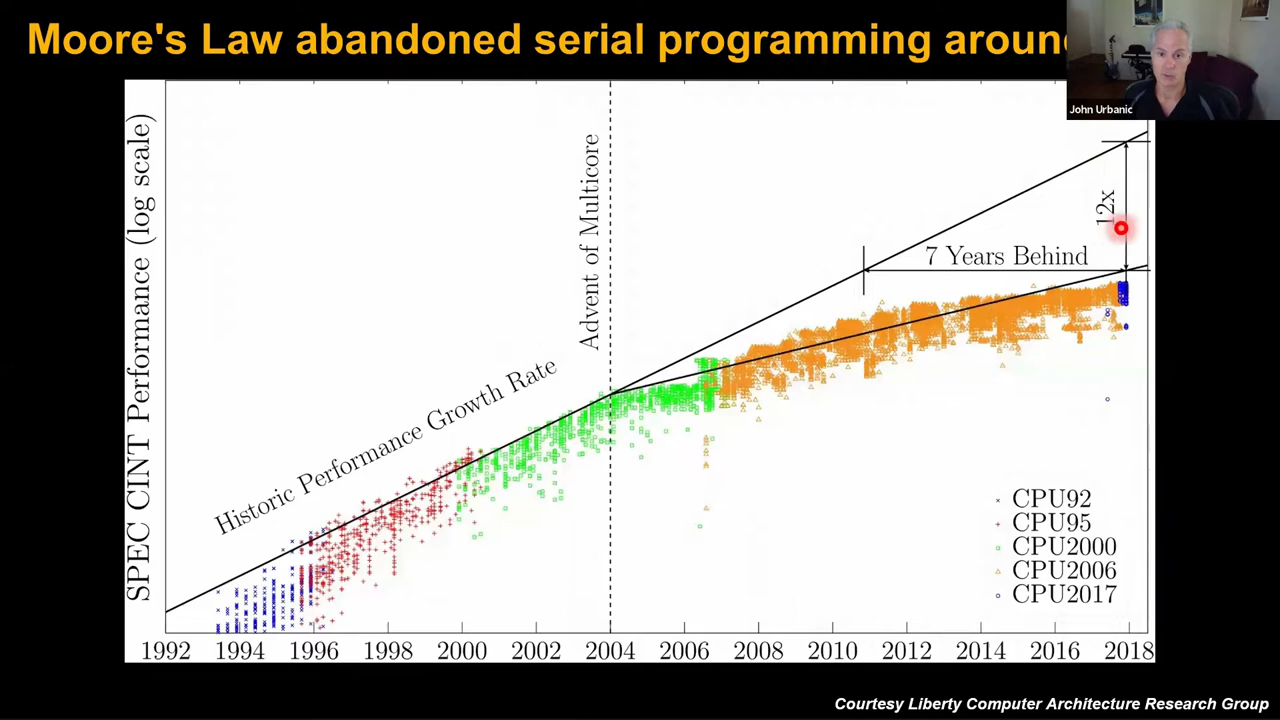 Moore's Law abandoned serial programming around
John Urbanic
SPEC CINT Performance (log scale)
Advent of Multicore
Historic Performance Growth Rate
12x
7 Years Behind
CPU92
CPU95
CPU2000
CPU2006
CPU2017
1992 1994 1996 1998 2000 2002 2004 2006 2008 2010 2012 2014 2016 2018
Courtesy Liberty Computer Architecture Research Group